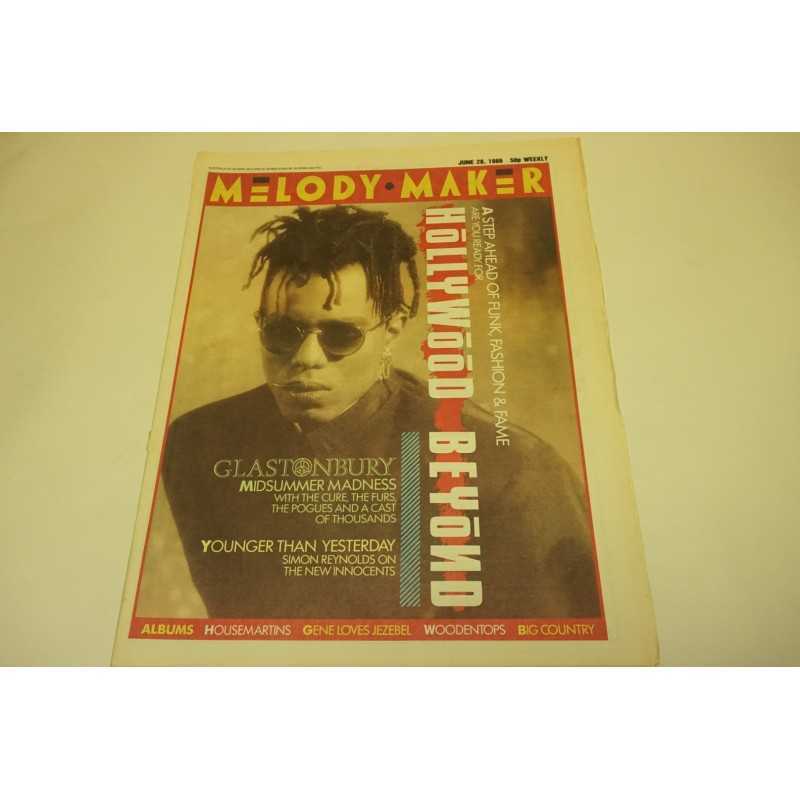 JUNE 28, 1986 50p WEEKLY
MELODY•MAKER
A STEP AHEAD OF FUNK, FASHION & FAME
ARE YOU READY FOR
HŌLLYWŌŌD BEYŌND
GLASTONBURY
MIDSUMMER MADNESS
WITH THE CURE, THE FURS,
THE POGUES AND A CAST
OF THOUSANDS
YOUNGER THAN YESTERDAY
SIMON REYNOLDS ON
THE NEW INNOCENTS
ALBUMS HOUSEMARTINS GENE LOVES JEZEBEL WOODENTOPS BIG COUNTRY